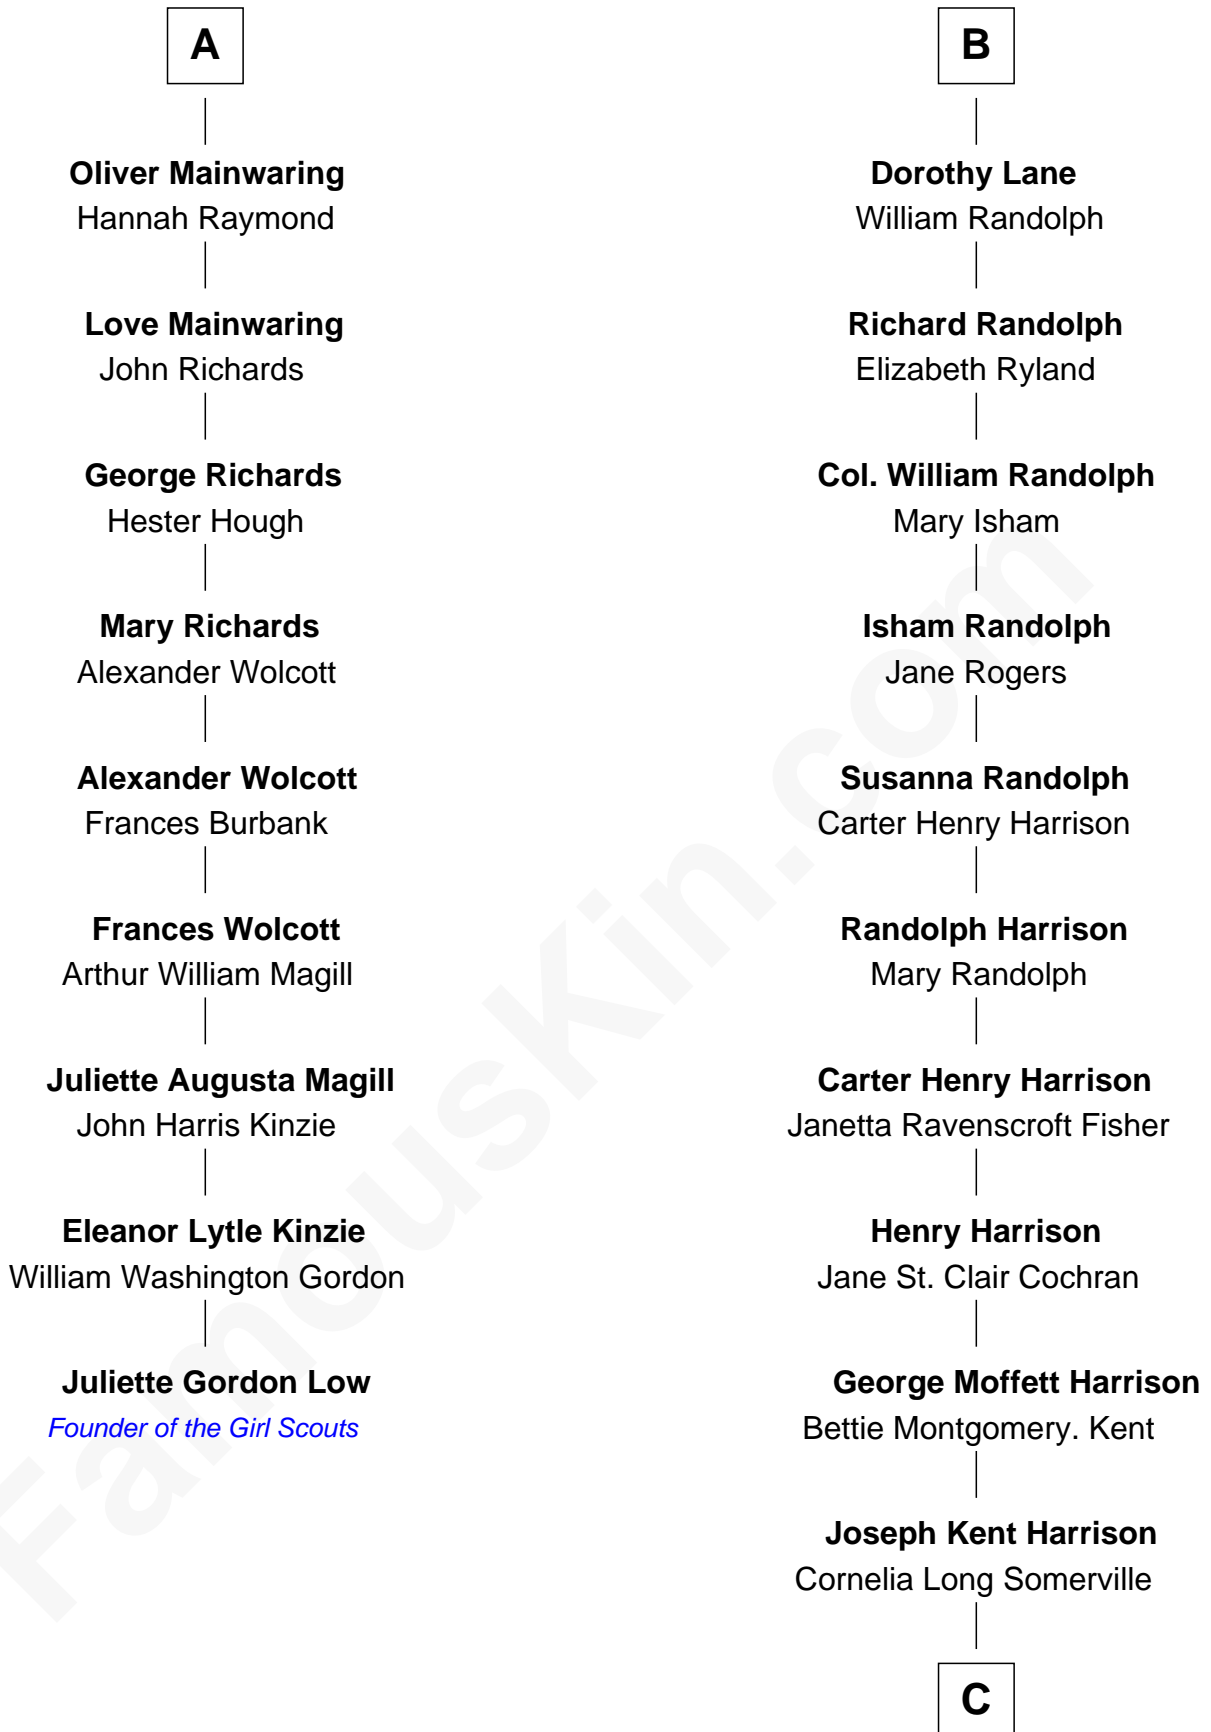 A
Oliver Mainwaring
Hannah Raymond
Love Mainwaring
John Richards
George Richards
Hester Hough
Mary Richards
Alexander Wolcott
Alexander Wolcott
Frances Burbank
Frances Wolcott
Arthur William Magill
Juliette Augusta Magill
John Harris Kinzie
Eleanor Lytle Kinzie
William Washington Gordon
Juliette Gordon Low
Founder of the Girl Scouts
B
Dorothy Lane
William Randolph
Richard Randolph
Elizabeth Ryland
Col. William Randolph
Mary Isham
Isham Randolph
Jane Rogers
Susanna Randolph
Carter Henry Harrison
Randolph Harrison
Mary Randolph
Carter Henry Harrison
Janetta Ravenscroft Fisher
Henry Harrison
Jane St. Clair Cochran
George Moffett Harrison
Bettie Montgomery. Kent
Joseph Kent Harrison
Cornelia Long Somerville
C
FamousKin.com